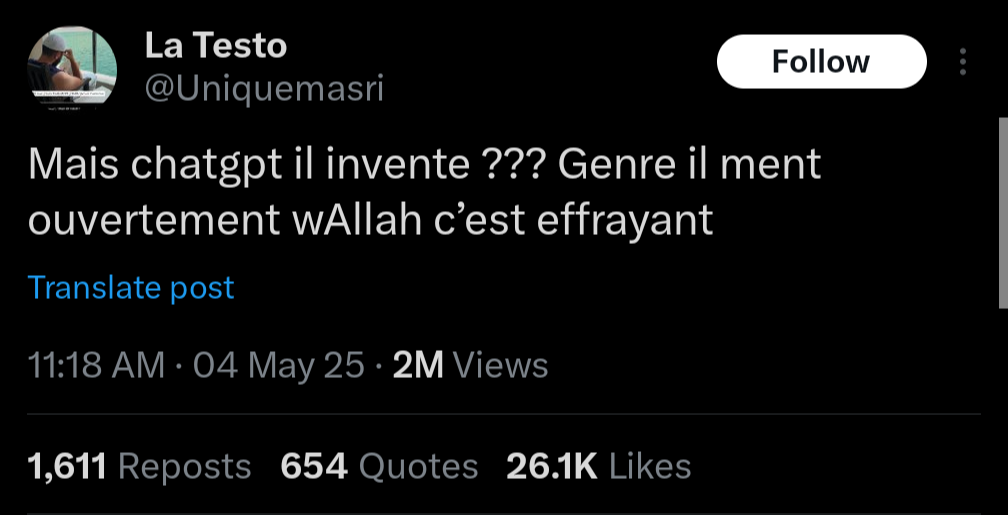 La Testo
@Uniquemasri
Follow
Mais chatgpt il invente ??? Genre il ment
ouvertement wAllah c’est effrayant
Translate post
11:18 AM · 04 May 25 · 2M Views
1,611 Reposts 654 Quotes 26.1K Likes